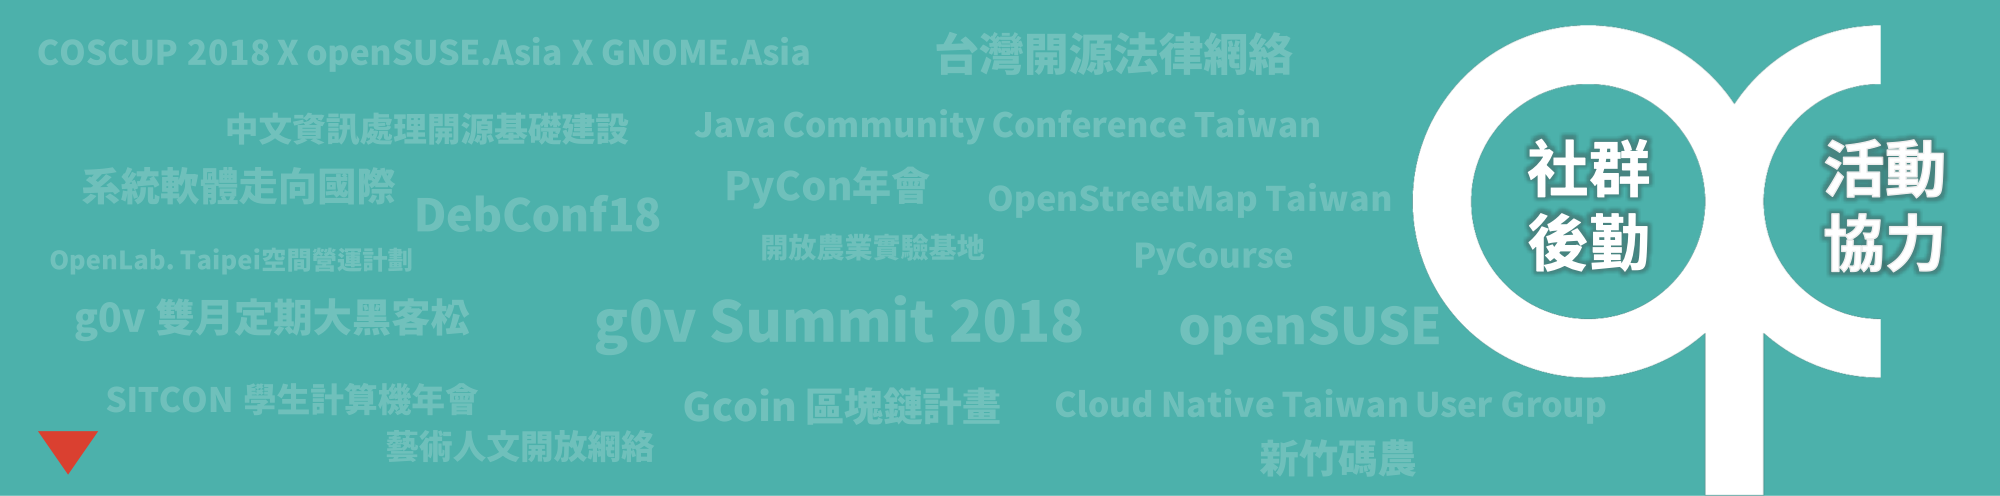 COSCUP 2018 X openSUSE.Asia X GNOME.Asia
台灣開源法律網絡
中文資訊處理開源基礎建設
Java Community Conference Taiwan
系統軟體走向國際
DebConf18
PyCon年會
OpenStreetMap Taiwan
OpenLab. Taipei空間營運計劃
開放農業實驗基地
PyCourse
g0v 雙月定期大黑客松
g0v Summit 2018
openSUSE
SITCON 學生計算機年會
Gcoin 區塊鏈計畫
Cloud Native Taiwan User Group
藝術人文開放網絡
新竹碼農
社群
後勤
活動
協力